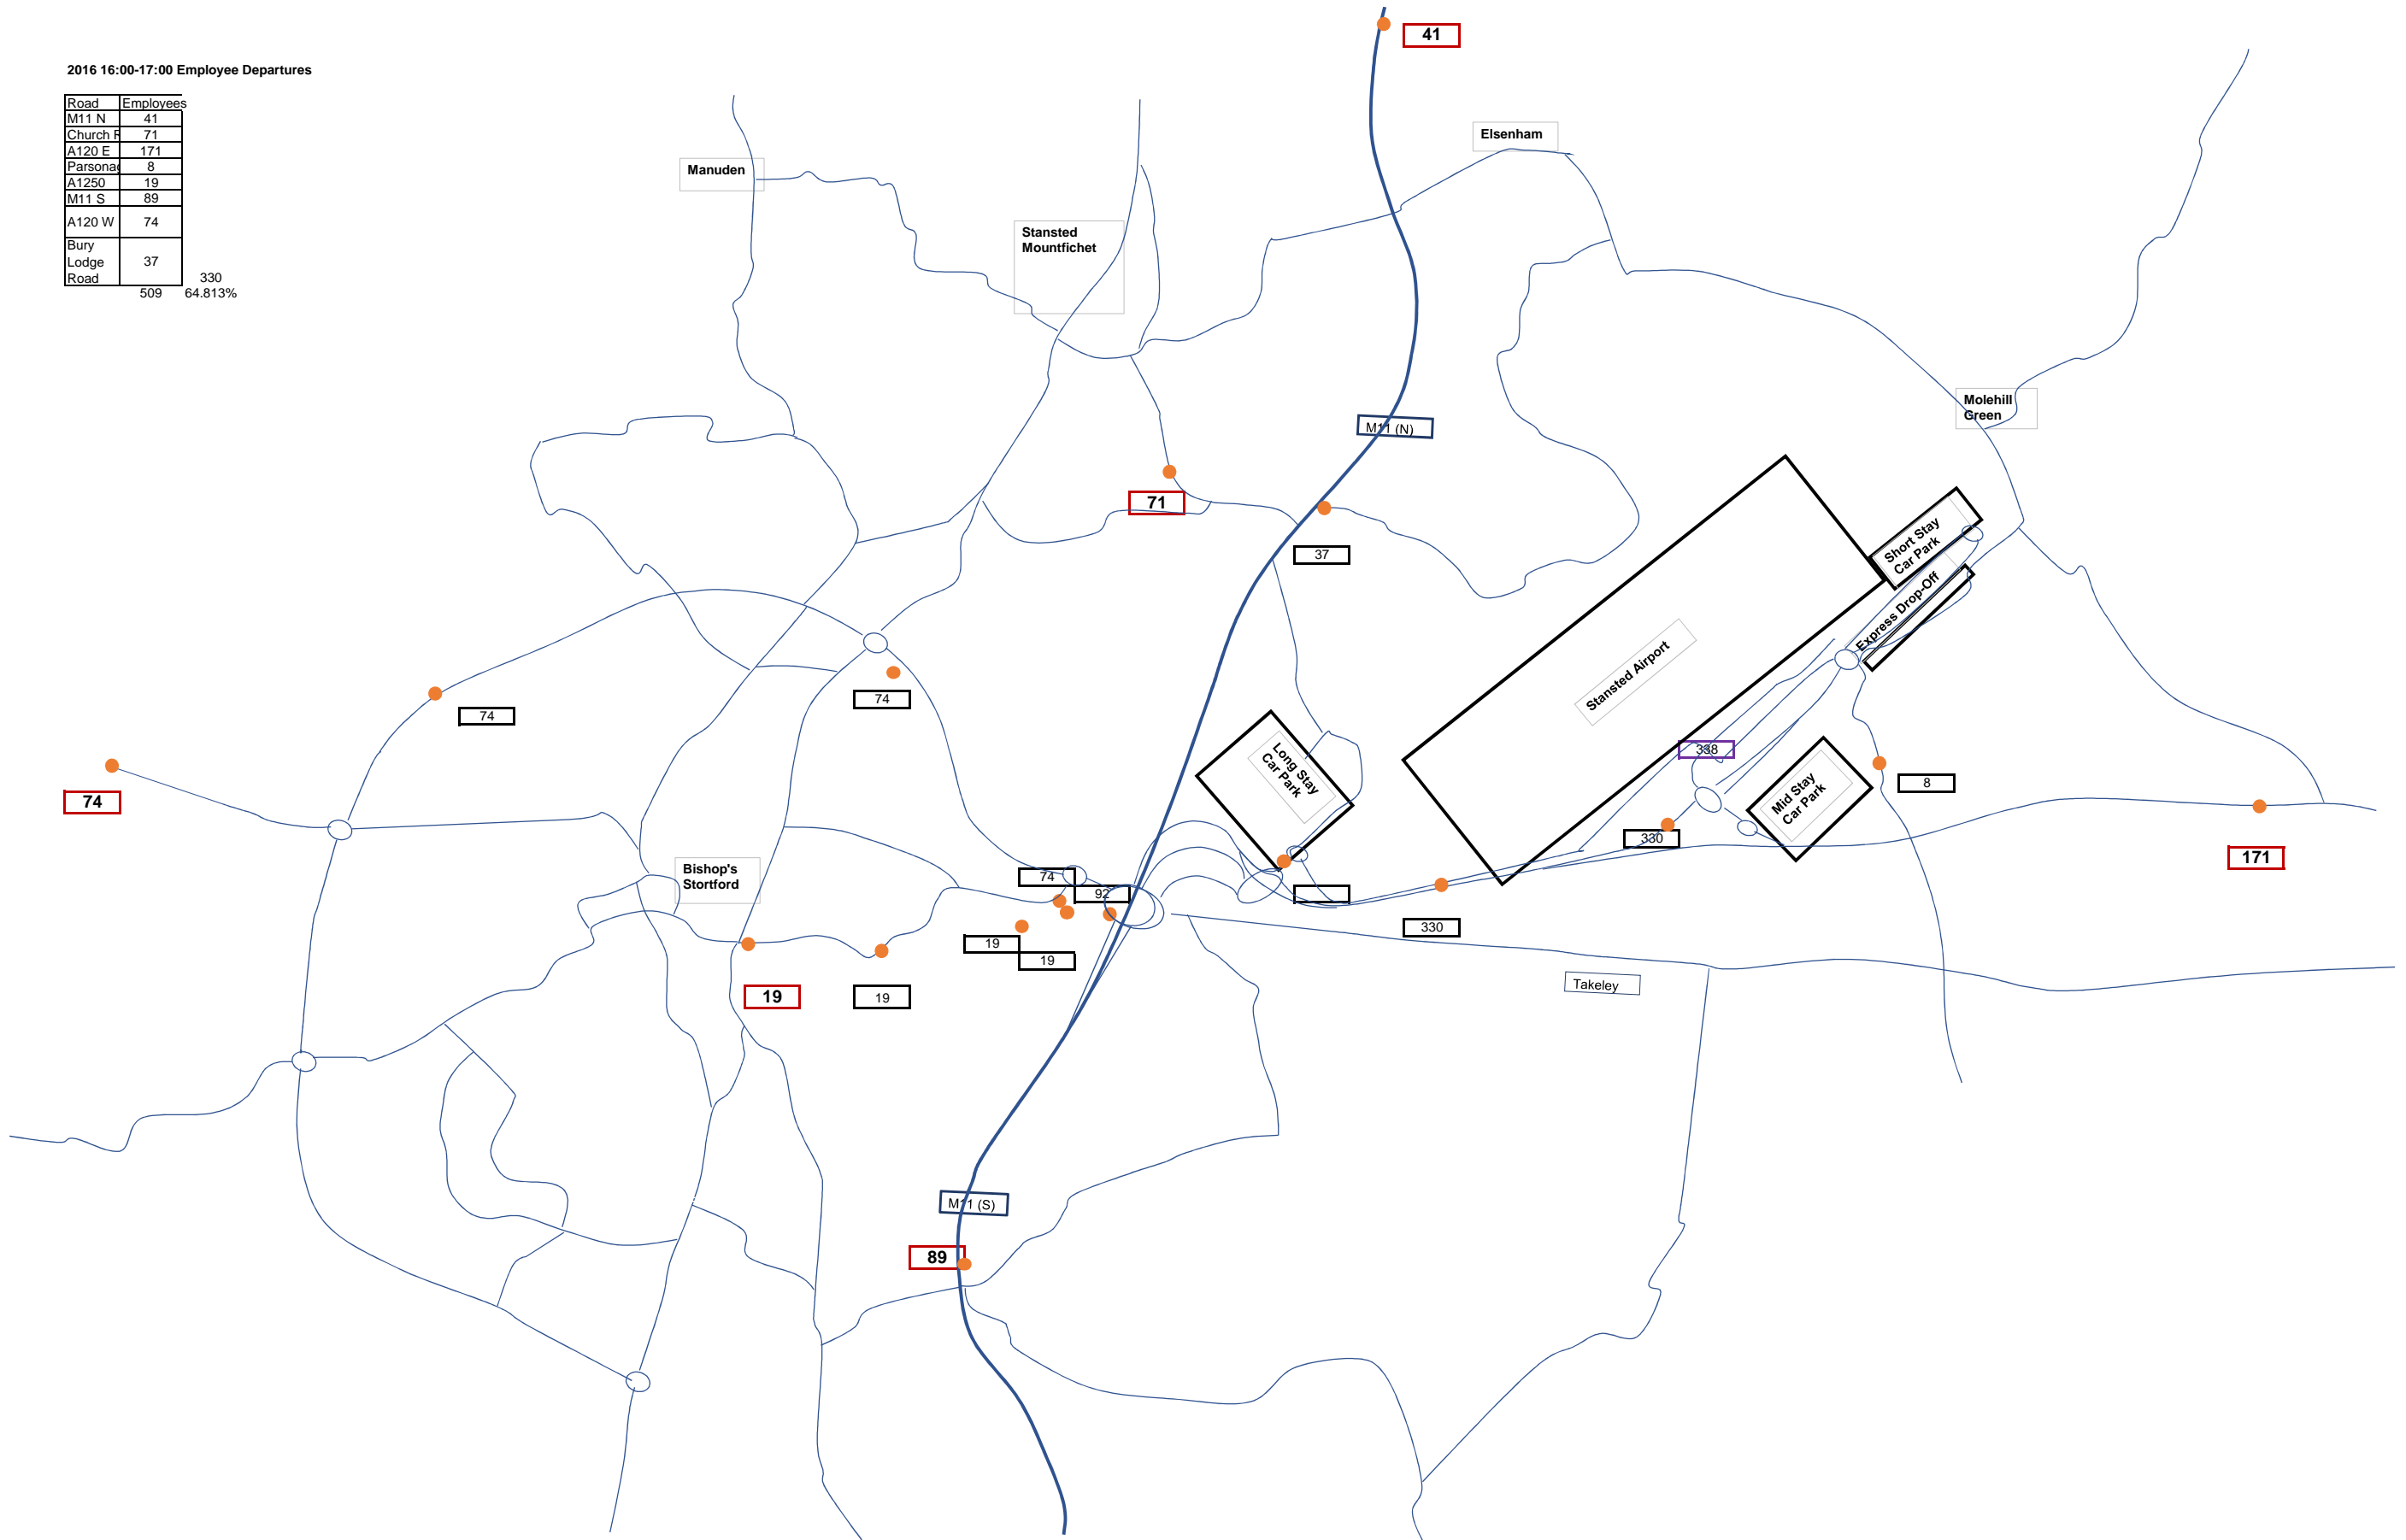 2016 16:00-17:00 Employee Departures
Road Employees
M11 N 41
Church R 71
A120 E 171
Parsonag 8
A1250 19
M11 S 89
A120 W 74
Bury
Lodge 37
Road 330
509 64.813%
41
Elsenham
Manuden
Stansted
Mountfichet
Molehill
Green
M11 (N)
71
37
Short Stay
Car Park
Express Drop-Off
Stansted Airport
74
74
Long Stay
Car Park
338
Mid Stay
Car Park
8
74
330
171
Bishop's
Stortford
74
92
330
19
19
19
19
Takeley
M11 (S)
89